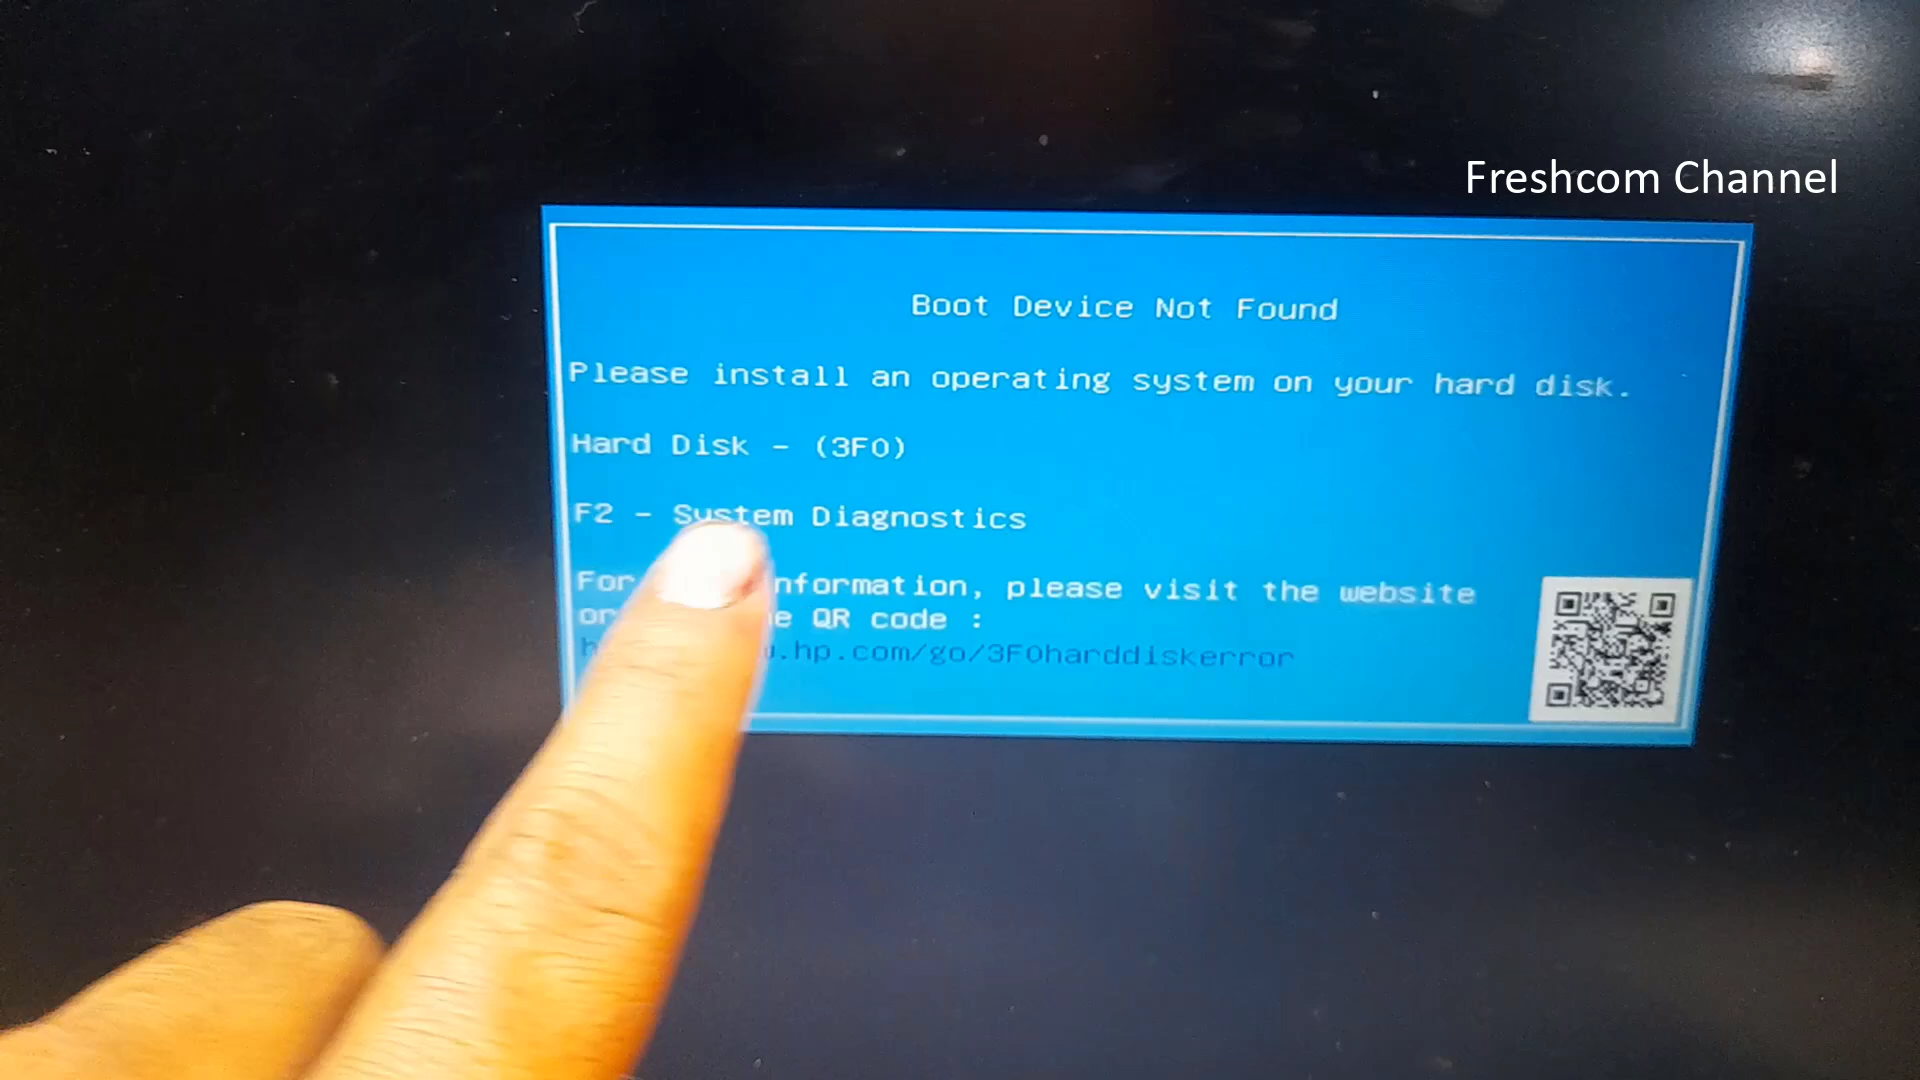 Freshcom Channel
Boot Device Not Found
Please install an operating system on your hard disk.
Hard Disk - (3F0)
F2 - System Diagnostics
For information, please visit the website
QR code :
.hp.com/go/3F0harddiskerror